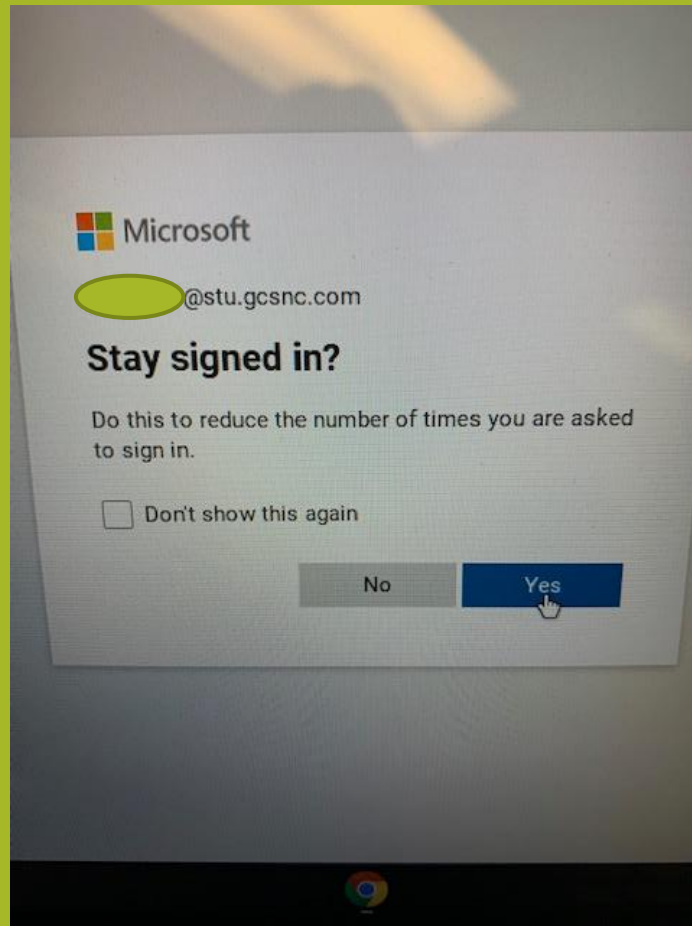 Microsoft
@stu.gcsnc.com
Stay signed in?
Do this to reduce the number of times you are asked
to sign in.
Don't show this again
No
Yes